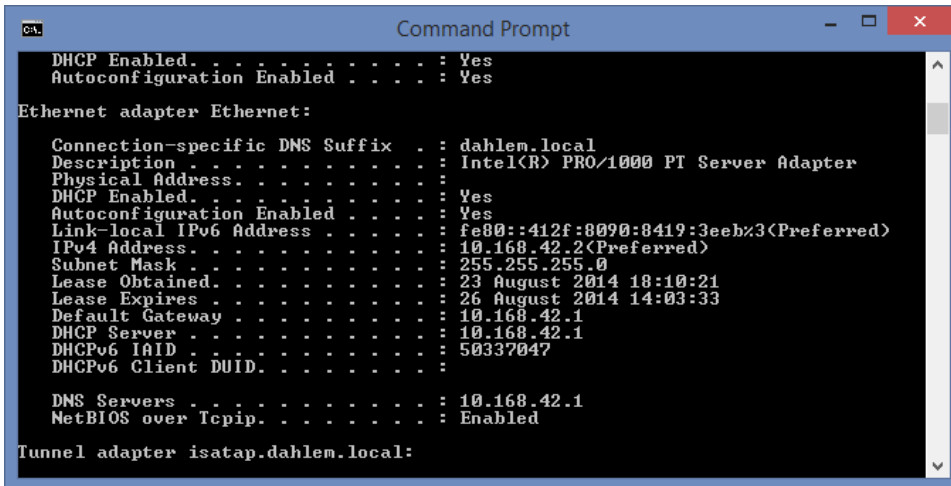 C:\.
Command Prompt
DHCP Enabled. . . . . . . . . . . : Yes
Autoconfiguration Enabled . . . . : Yes
Ethernet adapter Ethernet:
Connection-specific DNS Suffix  . : dahlem.local
Description . . . . . . . . . . . : Intel(R) PRO/1000 PT Server Adapter
Physical Address. . . . . . . . . :
DHCP Enabled. . . . . . . . . . . : Yes
Autoconfiguration Enabled . . . . : Yes
Link-local IPv6 Address . . . . . : fe80::412f:8090:8419:3eeb%3(Preferred)
IPv4 Address. . . . . . . . . . . : 10.168.42.2(Preferred)
Subnet Mask . . . . . . . . . . . : 255.255.255.0
Lease Obtained. . . . . . . . . . : 23 August 2014 18:10:21
Lease Expires . . . . . . . . . . : 26 August 2014 14:03:33
Default Gateway . . . . . . . . . : 10.168.42.1
DHCP Server . . . . . . . . . . . : 10.168.42.1
DHCPv6 IAID . . . . . . . . . . . : 50337047
DHCPv6 Client DUID. . . . . . . . :
DNS Servers . . . . . . . . . . . : 10.168.42.1
NetBIOS over Tcpip. . . . . . . . : Enabled
Tunnel adapter isatap.dahlem.local: